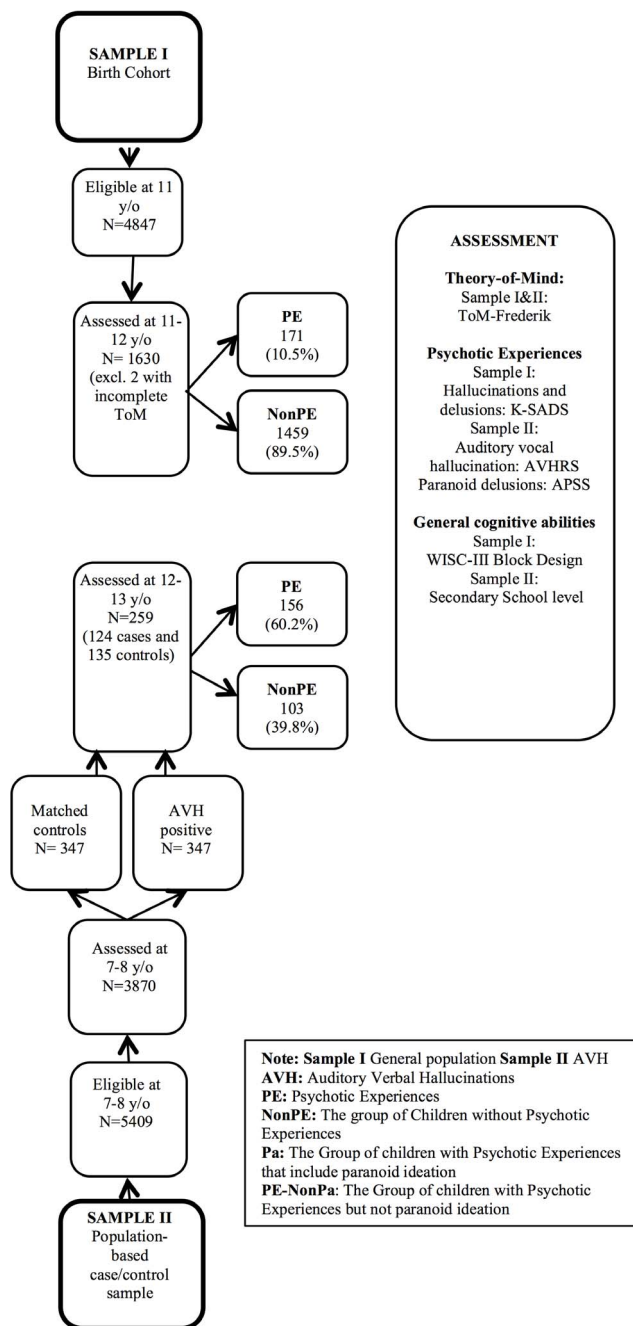 SAMPLE I
Birth Cohort
Eligible at 11
y/o
N=4847
Assessed at 11-
12 y/o
N= 1630
(excl. 2 with
incomplete
ToM
PE
171
(10.5%)
NonPE
1459
(89.5%)
ASSESSMENT
Theory-of-Mind:
Sample I&II:
ToM-Frederik
Psychotic Experiences
Sample I:
Hallucinations and
delusions: K-SADS
Sample II:
Auditory vocal
hallucination: AVHRS
Paranoid delusions: APSS
General cognitive abilities
Sample I:
WISC-III Block Design
Sample II:
Secondary School level
Assessed at 12-
13 y/o
N=259
(124 cases and
135 controls)
PE
156
(60.2%)
NonPE
103
(39.8%)
Matched
controls
N= 347
AVH
positive
N= 347
Assessed at
7-8 y/o
N=3870
Eligible at
7-8 y/o
N=5409
SAMPLE II
Population-
based
case/control
sample
Note: Sample I General population Sample II AVH
AVH: Auditory Verbal Hallucinations
PE: Psychotic Experiences
NonPE: The group of Children without Psychotic
Experiences
Pa: The Group of children with Psychotic Experiences
that include paranoid ideation
PE-NonPa: The Group of children with Psychotic
Experiences but not paranoid ideation